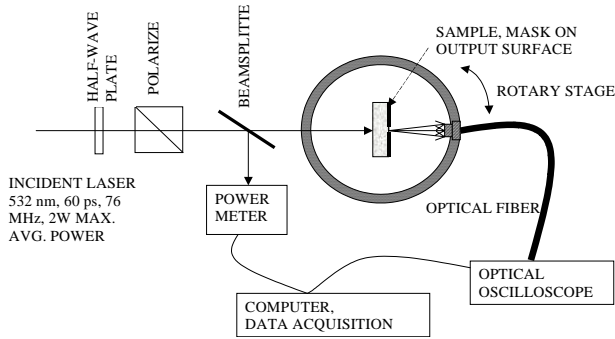 HALF-WAVE
PLATE
POLARIZE
BEAMSPLITTE
SAMPLE, MASK ON
OUTPUT SURFACE
ROTARY STAGE
INCIDENT LASER
532 nm, 60 ps, 76
MHz, 2W MAX.
AVG. POWER
POWER
METER
OPTICAL FIBER
OPTICAL
OSCILLOSCOPE
COMPUTER,
DATA ACQUISITION